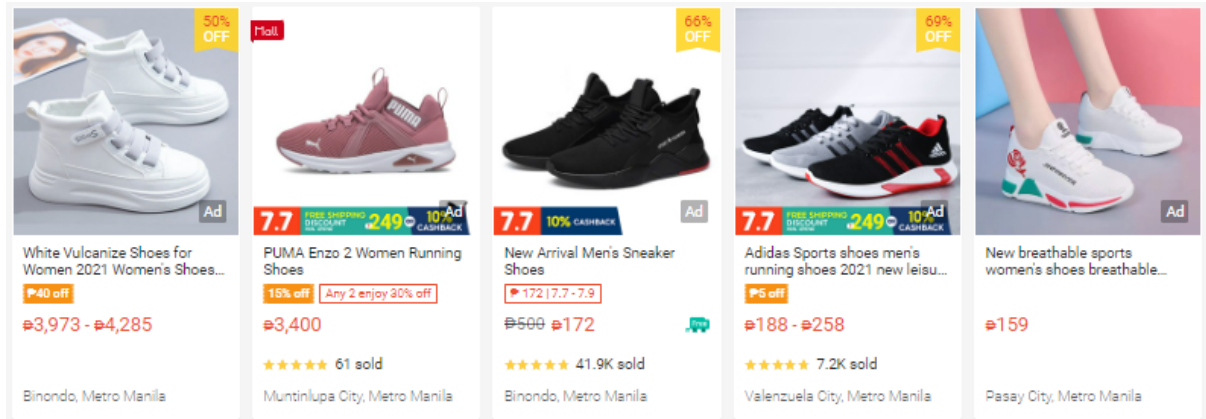 50%
OFF
Ad
White Vulcanize Shoes for
Women 2021 Women's Shoes...
₱40 off
₱3,973 - ₱4,285
Binondo, Metro Manila
Mall
PUMA
7.7
FREE SHIPPING
DISCOUNT
249
10%
CASHBACK
Ad
PUMA Enzo 2 Women Running
Shoes
15% off Any 2 enjoy 30% off
₱3,400
61 sold
Muntinlupa City, Metro Manila
66%
OFF
7.7 10% CASHBACK
Ad
New Arrival Men's Sneaker
Shoes
₱ 172 | 7.7 - 7.9
₱500 ₱172
Free
41.9K sold
Binondo, Metro Manila
69%
OFF
adidas
7.7
FREE SHIPPING
DISCOUNT
249
10%
CASHBACK
Ad
Adidas Sports shoes men's
running shoes 2021 new leisu...
₱5 off
₱188 - ₱258
7.2K sold
Valenzuela City, Metro Manila
Ad
New breathable sports
women's shoes breathable...
₱159
Pasay City, Metro Manila